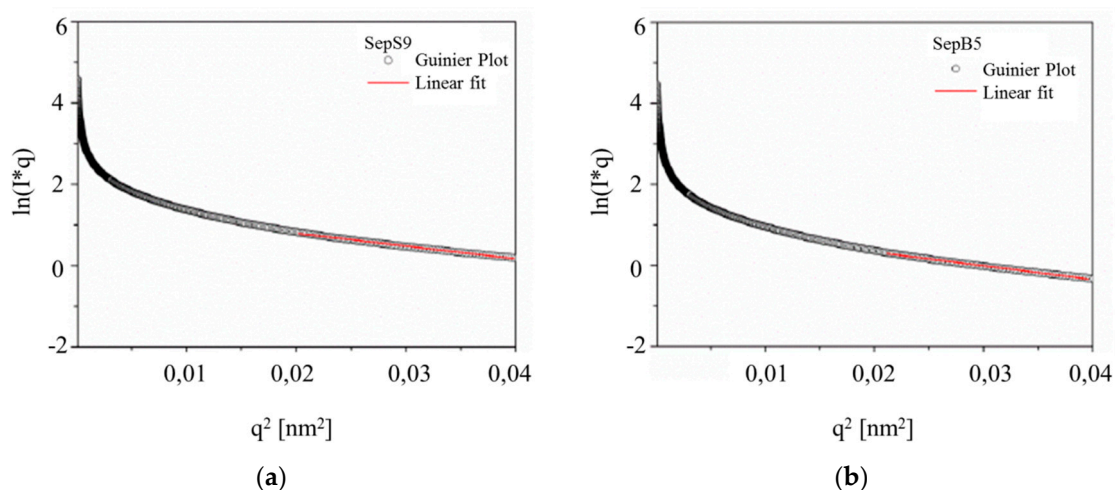 6
4
2
0
-2
ln(I*q)
SepS9
Guinier Plot
Linear fit
0,01
0,02
0,03
0,04
q² [nm²]
(a)
6
4
2
0
-2
ln(I*q)
SepB5
Guinier Plot
Linear fit
0,01
0,02
0,03
0,04
q² [nm²]
(b)